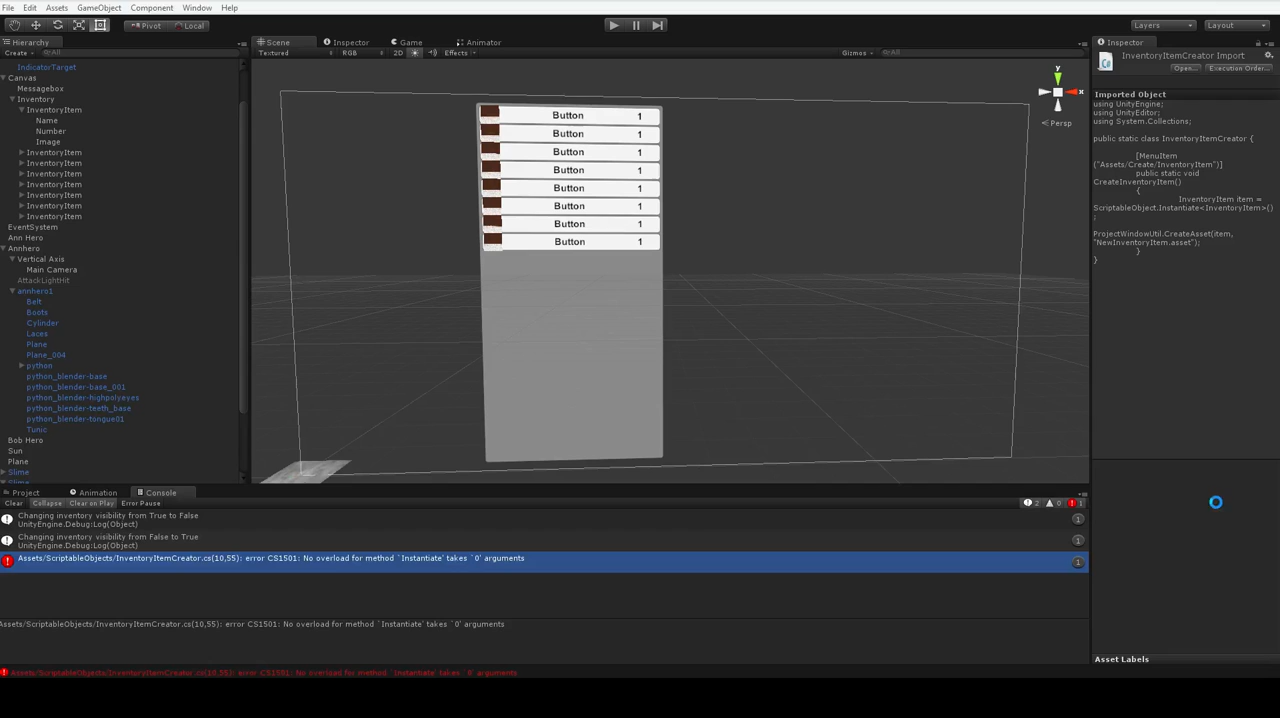 File Edit Assets GameObject Component Window Help
Pivot Local Layers Layout
Hierarchy Scene Inspector Game Animator Inspector
Create All Textured RGB 2D Effects Gizmos All
InventoryItemCreator Import
Open... Execution Order...
IndicatorTarget
Canvas
Messagebox
Inventory
InventoryItem
Name
Number
Image
InventoryItem
InventoryItem
InventoryItem
InventoryItem
InventoryItem
InventoryItem
InventoryItem
EventSystem
Ann Hero
Annhero
Vertical Axis
Main Camera
AttackLightHit
annhero1
Belt
Boots
Cylinder
Laces
Plane
Plane_004
python
python_blender-base
python_blender-base_001
python_blender-highpolyeyes
python_blender-teeth_base
python_blender-tongue01
Tunic
Bob Hero
Sun
Plane
Slime
Slime
Button 1
Button 1
Button 1
Button 1
Button 1
Button 1
Button 1
Button 1
y
x
Persp
Imported Object
using UnityEngine;
using UnityEditor;
using System.Collections;
public static class InventoryItemCreator {
[MenuItem
("Assets/Create/InventoryItem")]
public static void
CreateInventoryItem()
{
InventoryItem item =
ScriptableObject.Instantiate<InventoryItem>()
;
ProjectWindowUtil.CreateAsset(item,
"NewInventoryItem.asset");
}
}
Project Animation Console
Clear Collapse Clear on Play Error Pause 2 0 1
Changing inventory visibility from True to False
UnityEngine.Debug:Log(Object) 1
Changing inventory visibility from False to True
UnityEngine.Debug:Log(Object) 1
Assets/ScriptableObjects/InventoryItemCreator.cs(10,55): error CS1501: No overload for method `Instantiate' takes `0' arguments 1
Assets/ScriptableObjects/InventoryItemCreator.cs(10,55): error CS1501: No overload for method `Instantiate' takes `0' arguments
Asset Labels
Assets/ScriptableObjects/InventoryItemCreator.cs(10,55): error CS1501: No overload for method `Instantiate' takes `0' arguments